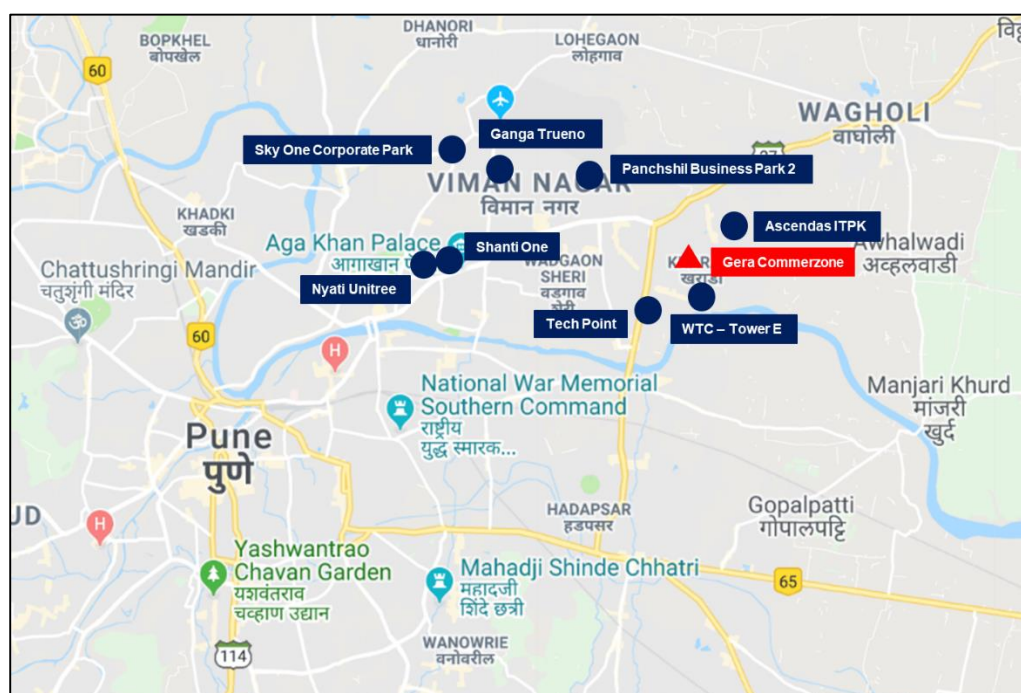 DHANORI
धानोरी
BOPKHEL
बोपखेल
LOHEGAON
लोहगाव
60
WAGHOLI
वाघोली
Ganga Trueno
Sky One Corporate Park
Panchshil Business Park 2
VIMAN NAGAR
विमान नगर
KHADKI
खडकी
Ascendas ITPK
Aga Khan Palace
आगाखान
Shanti One
Gera Commerzone
खराडी
Awhalwadi
अव्हलवाडी
Chattushringi Mandir
चतुःशृंगी मंदिर
WADGAON
SHERI
वडगाव
Nyati Unitree
Tech Point
WTC – Tower E
60
H
National War Memorial
Southern Command
राष्ट्रीय
युद्ध स्मारक...
Manjari Khurd
मांजरी
खुर्द
Pune
पुणे
HADAPSAR
हडपसर
Gopalpatti
गोपालपट्टि
H
Yashwantrao
Chavan Garden
यशवंतराव
चव्हाण उद्यान
Mahadji Shinde Chhatri
महादजी
शिंदे छत्री
65
WANOWRIE
वनोवरील
114